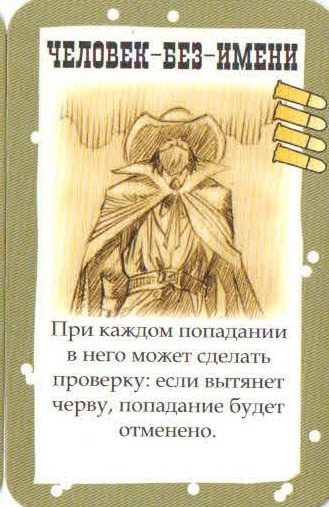 ЧЕЛОВЕК-БЕЗ-ИМЕНИ
При каждом попадании
в него может сделать
проверку: если вытянет
черву, попадание будет
отменено.